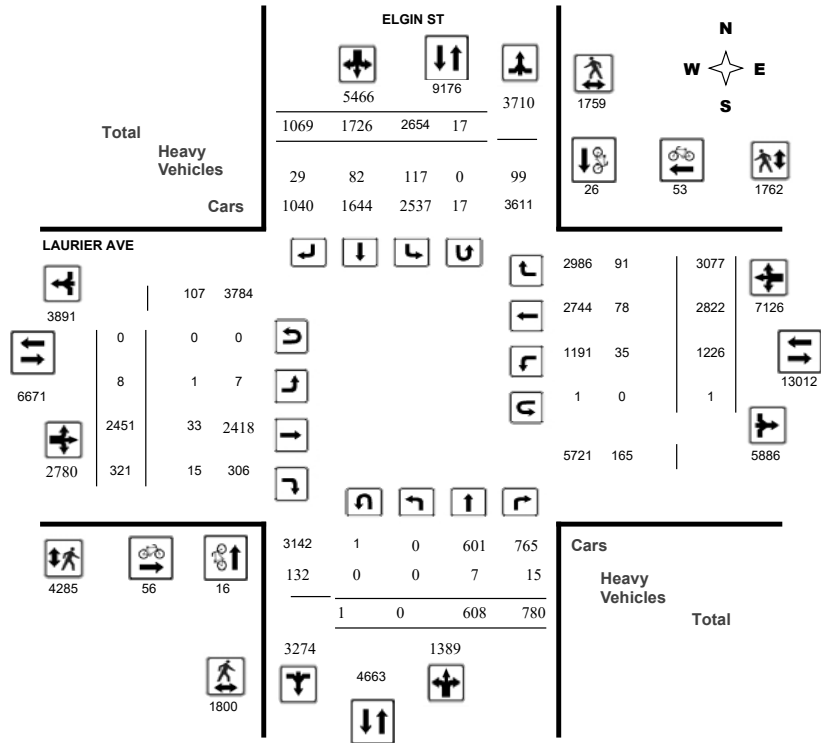 ELGIN ST
N
W E
S
5466 9176 3710 1759
Total 1069 1726 2654 17
Heavy
Vehicles 29 82 117 0 99
26 53 1762
Cars 1040 1644 2537 17 3611
LAURIER AVE
3891 107 3784
2986 91 3077
7126
0 0 0
2744 78 2822
6671 8 1 7
1191 35 1226
13012
1 0 1
2451 33 2418
2780 321 15 306
5721 165 5886
4285 56 16
3142 1 0 601 765 Cars
132 0 0 7 15 Heavy
Vehicles
1 0 608 780 Total
3274 4663 1389
1800